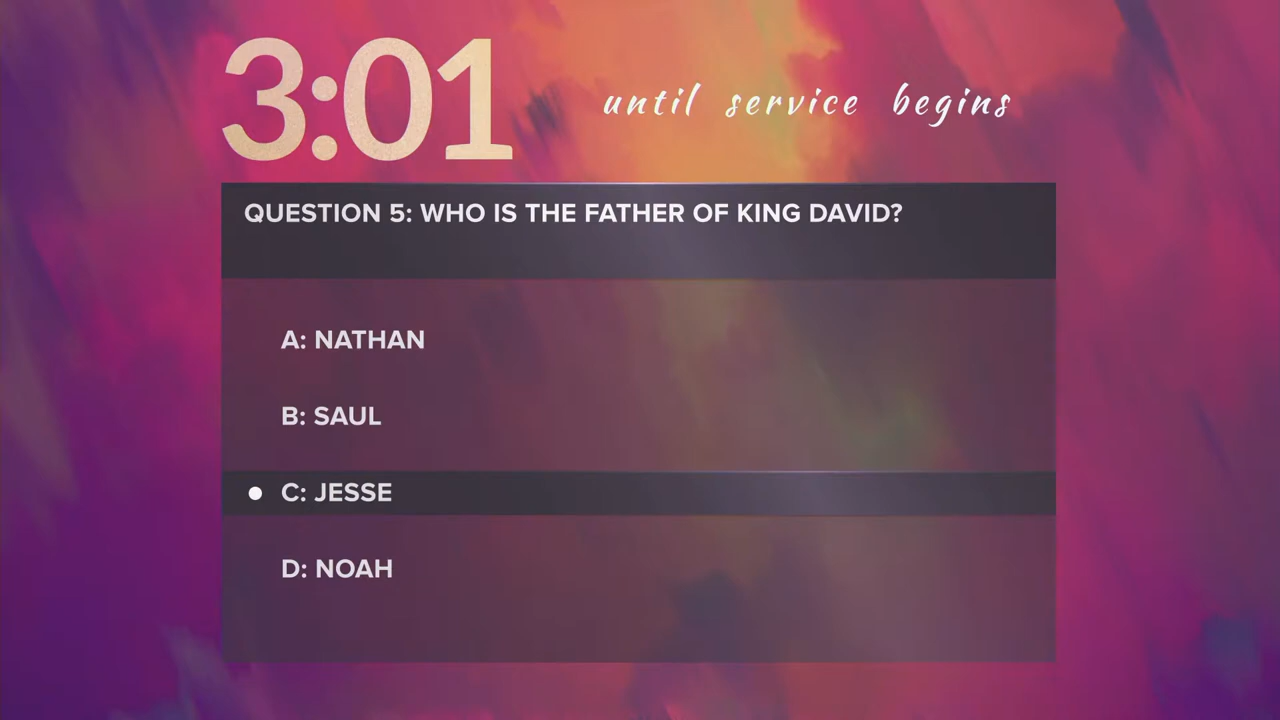 3:01
until service begins
QUESTION 5: WHO IS THE FATHER OF KING DAVID?
A: NATHAN
B: SAUL
C: JESSE
D: NOAH